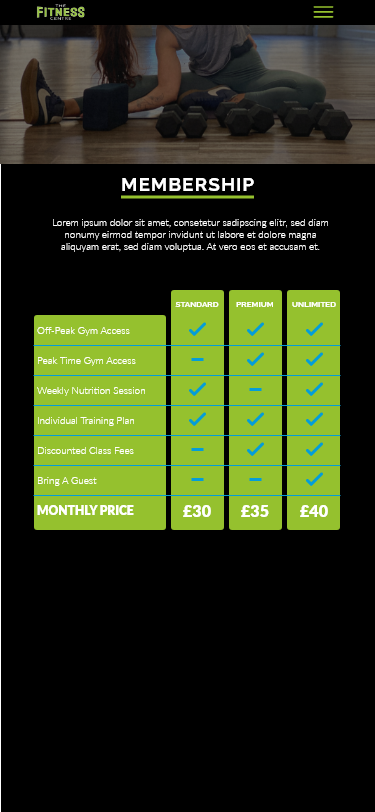 THE
FITNESS
CENTRE
MEMBERSHIP
Lorem ipsum dolor sit amet, consetetur sadipscing elitr, sed diam
nonumy eirmod tempor invidunt ut labore et dolore magna
aliquyam erat, sed diam voluptua. At vero eos et accusam et.
STANDARD PREMIUM UNLIMITED
Off-Peak Gym Access
Peak Time Gym Access
Weekly Nutrition Session
Individual Training Plan
Discounted Class Fees
Bring A Guest
MONTHLY PRICE £30 £35 £40